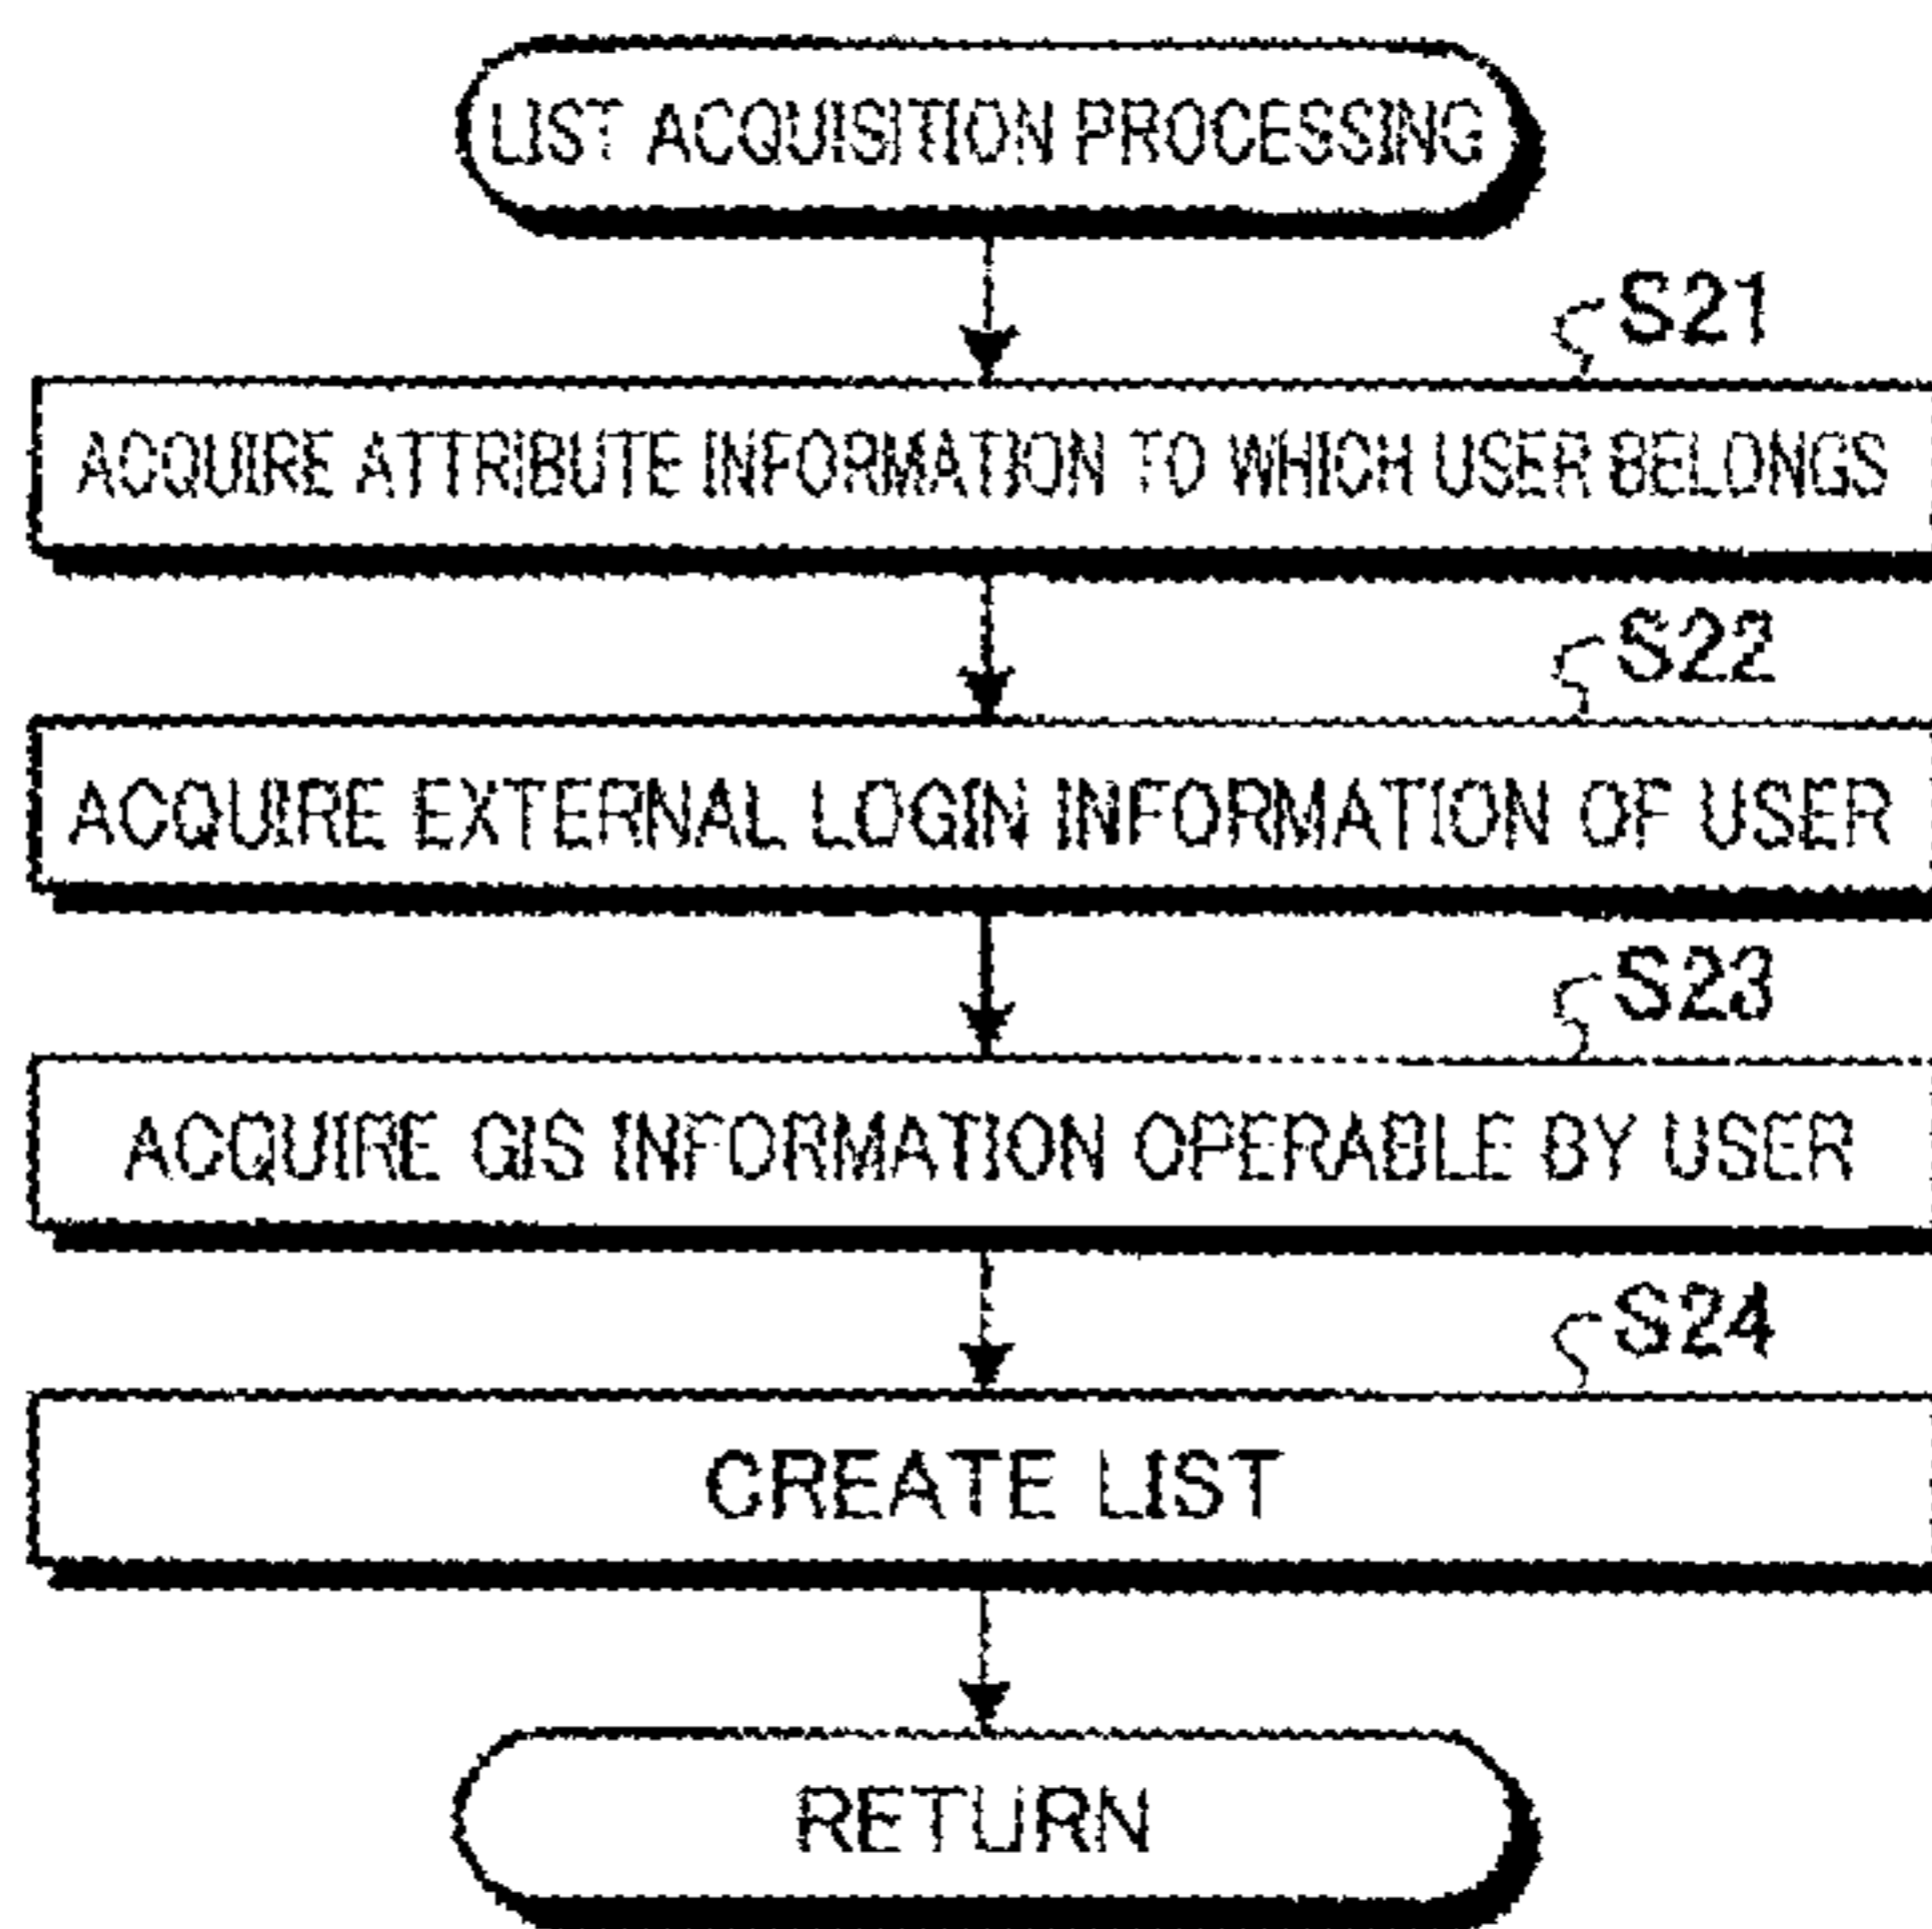 LIST ACQUISITION PROCESSING
S21
ACQUIRE ATTRIBUTE INFORMATION TO WHICH USER BELONGS
S22
ACQUIRE EXTERNAL LOGIN INFORMATION OF USER
S23
ACQUIRE GIS INFORMATION OPERABLE BY USER
S24
CREATE LIST
RETURN